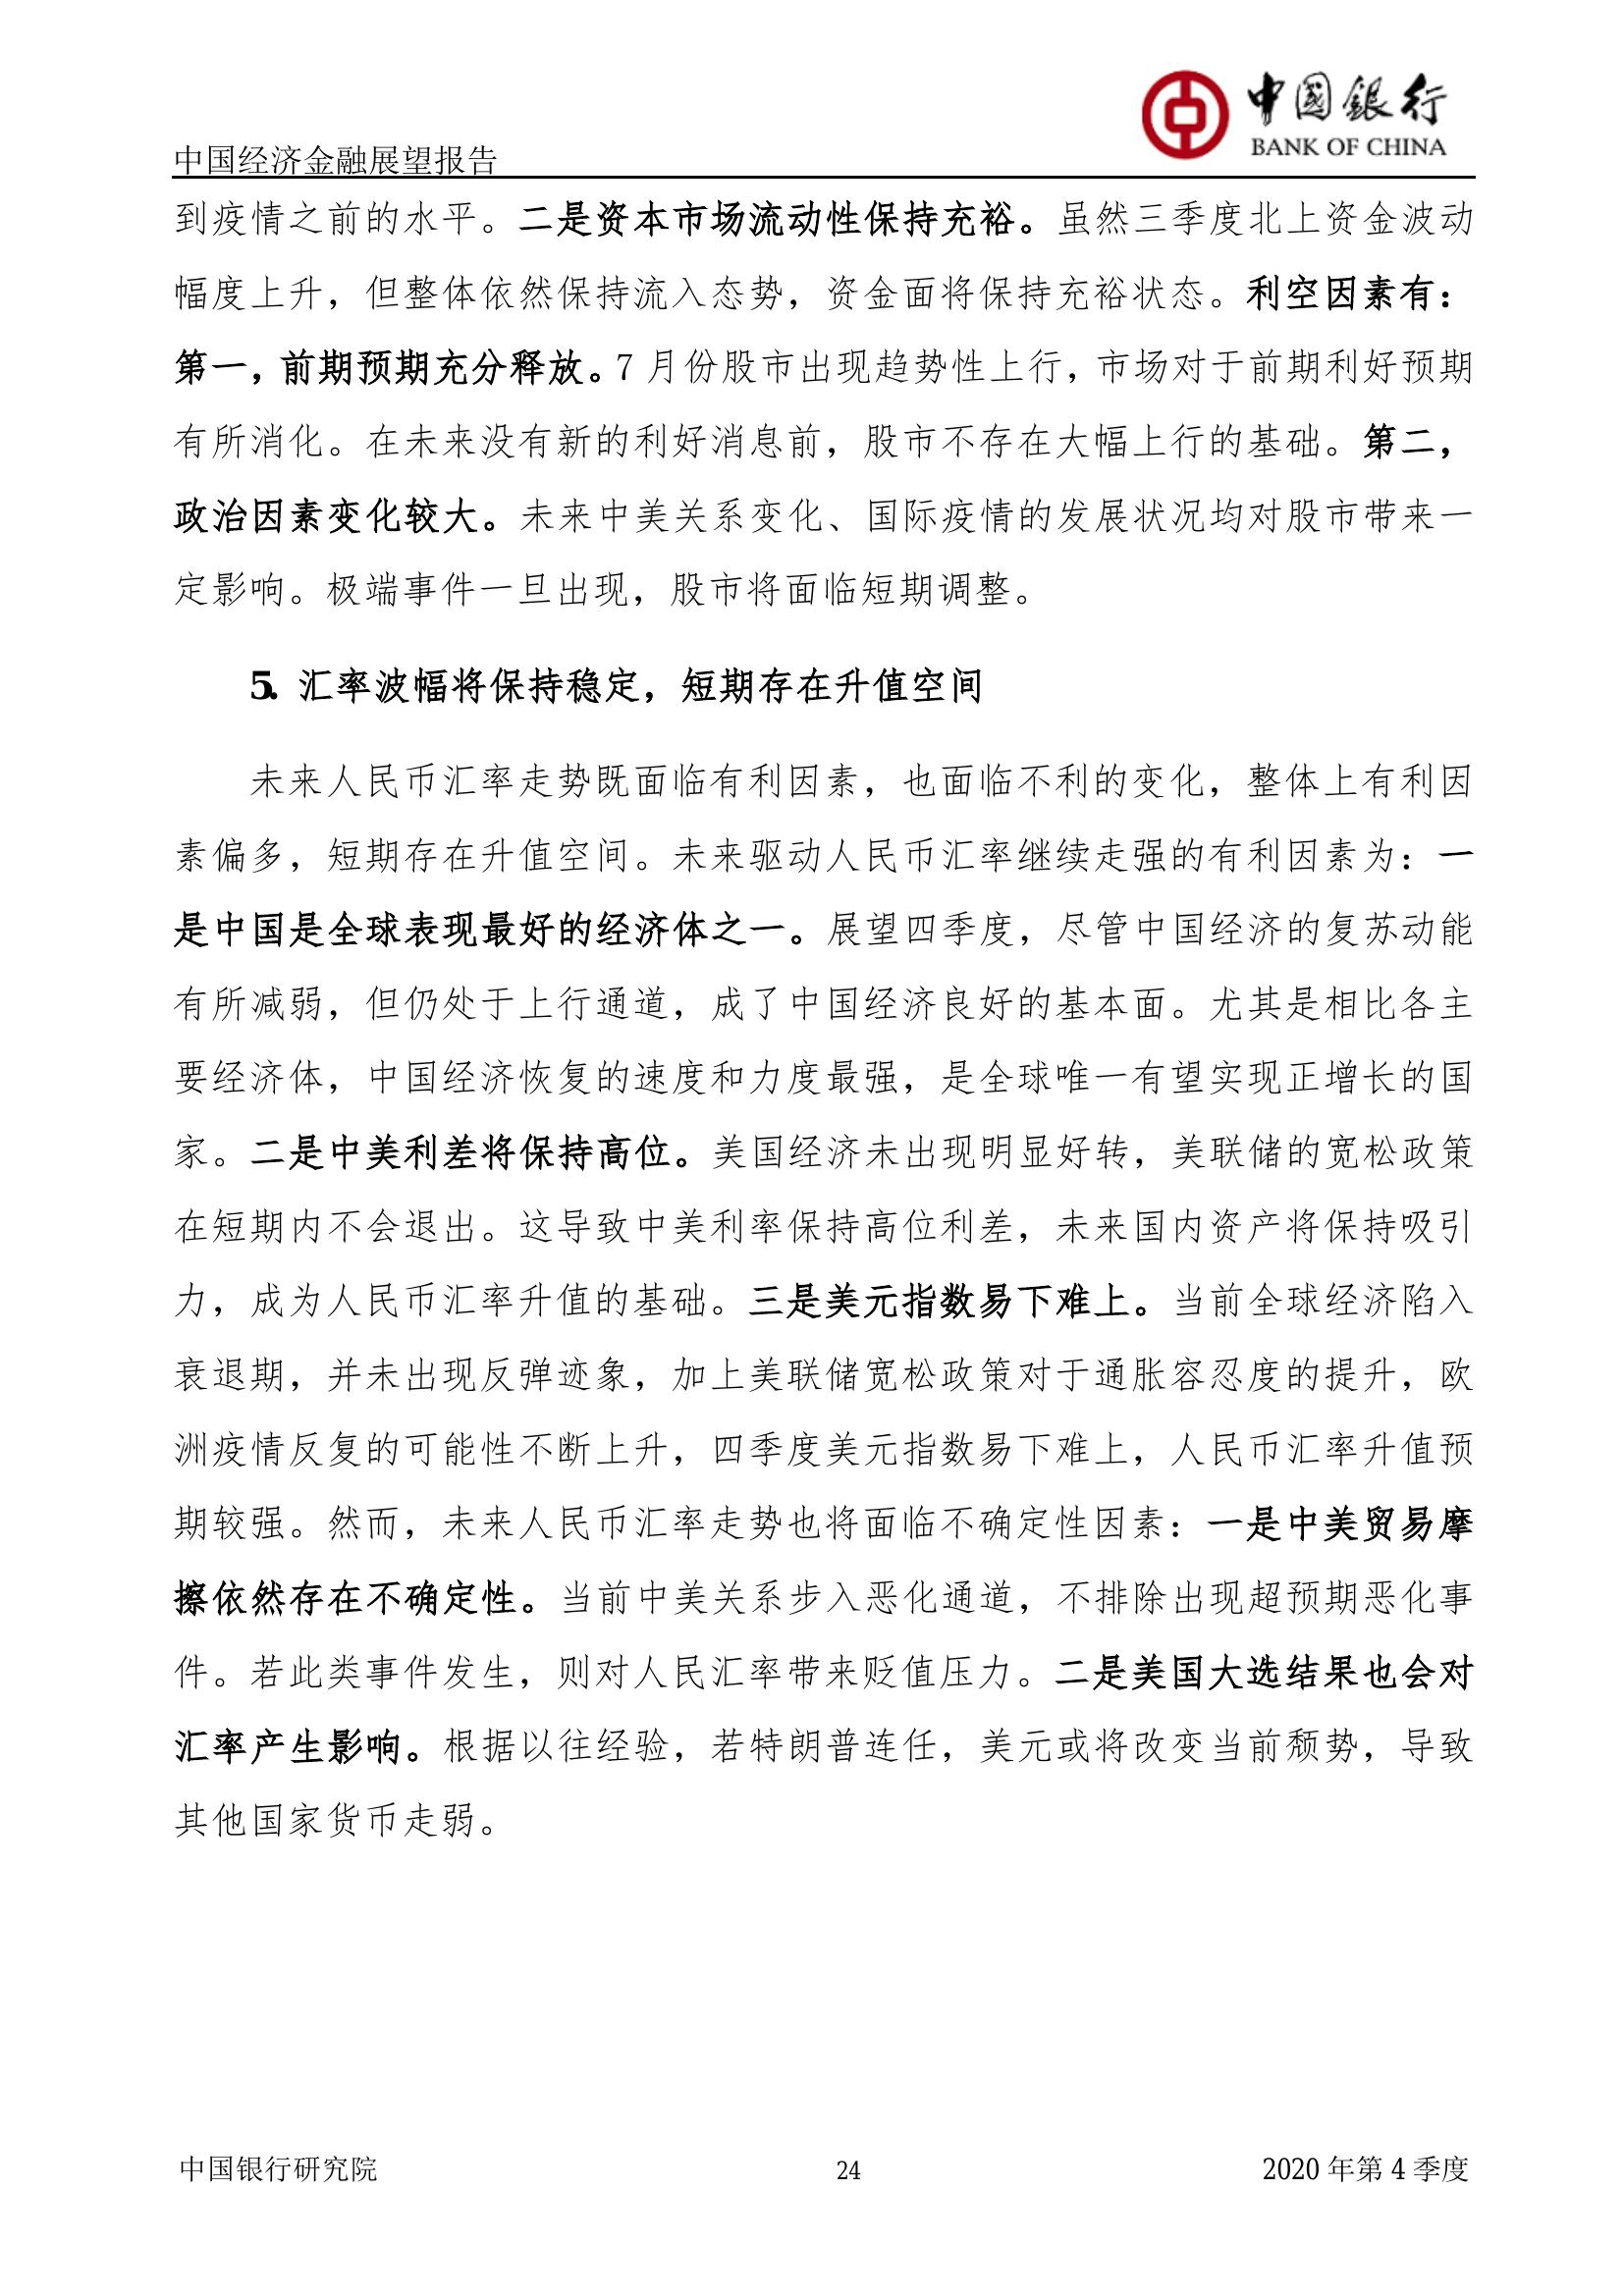 中国经济金融展望报告
中國銀行
BANK OF CHINA
到疫情之前的水平。二是资本市场流动性保持充裕。虽然三季度北上资金波动
幅度上升，但整体依然保持流入态势，资金面将保持充裕状态。利空因素有：
第一，前期预期充分释放。7 月份股市出现趋势性上行，市场对于前期利好预期
有所消化。在未来没有新的利好消息前，股市不存在大幅上行的基础。第二，
政治因素变化较大。未来中美关系变化、国际疫情的发展状况均对股市带来一
定影响。极端事件一旦出现，股市将面临短期调整。
5. 汇率波幅将保持稳定，短期存在升值空间
未来人民币汇率走势既面临有利因素，也面临不利的变化，整体上有利因
素偏多，短期存在升值空间。未来驱动人民币汇率继续走强的有利因素为：一
是中国是全球表现最好的经济体之一。展望四季度，尽管中国经济的复苏动能
有所减弱，但仍处于上行通道，成了中国经济良好的基本面。尤其是相比各主
要经济体，中国经济恢复的速度和力度最强，是全球唯一有望实现正增长的国
家。二是中美利差将保持高位。美国经济未出现明显好转，美联储的宽松政策
在短期内不会退出。这导致中美利率保持高位利差，未来国内资产将保持吸引
力，成为人民币汇率升值的基础。三是美元指数易下难上。当前全球经济陷入
衰退期，并未出现反弹迹象，加上美联储宽松政策对于通胀容忍度的提升，欧
洲疫情反复的可能性不断上升，四季度美元指数易下难上，人民币汇率升值预
期较强。然而，未来人民币汇率走势也将面临不确定性因素：一是中美贸易摩
擦依然存在不确定性。当前中美关系步入恶化通道，不排除出现超预期恶化事
件。若此类事件发生，则对人民汇率带来贬值压力。二是美国大选结果也会对
汇率产生影响。根据以往经验，若特朗普连任，美元或将改变当前颓势，导致
其他国家货币走弱。
中国银行研究院
24
2020 年第 4 季度